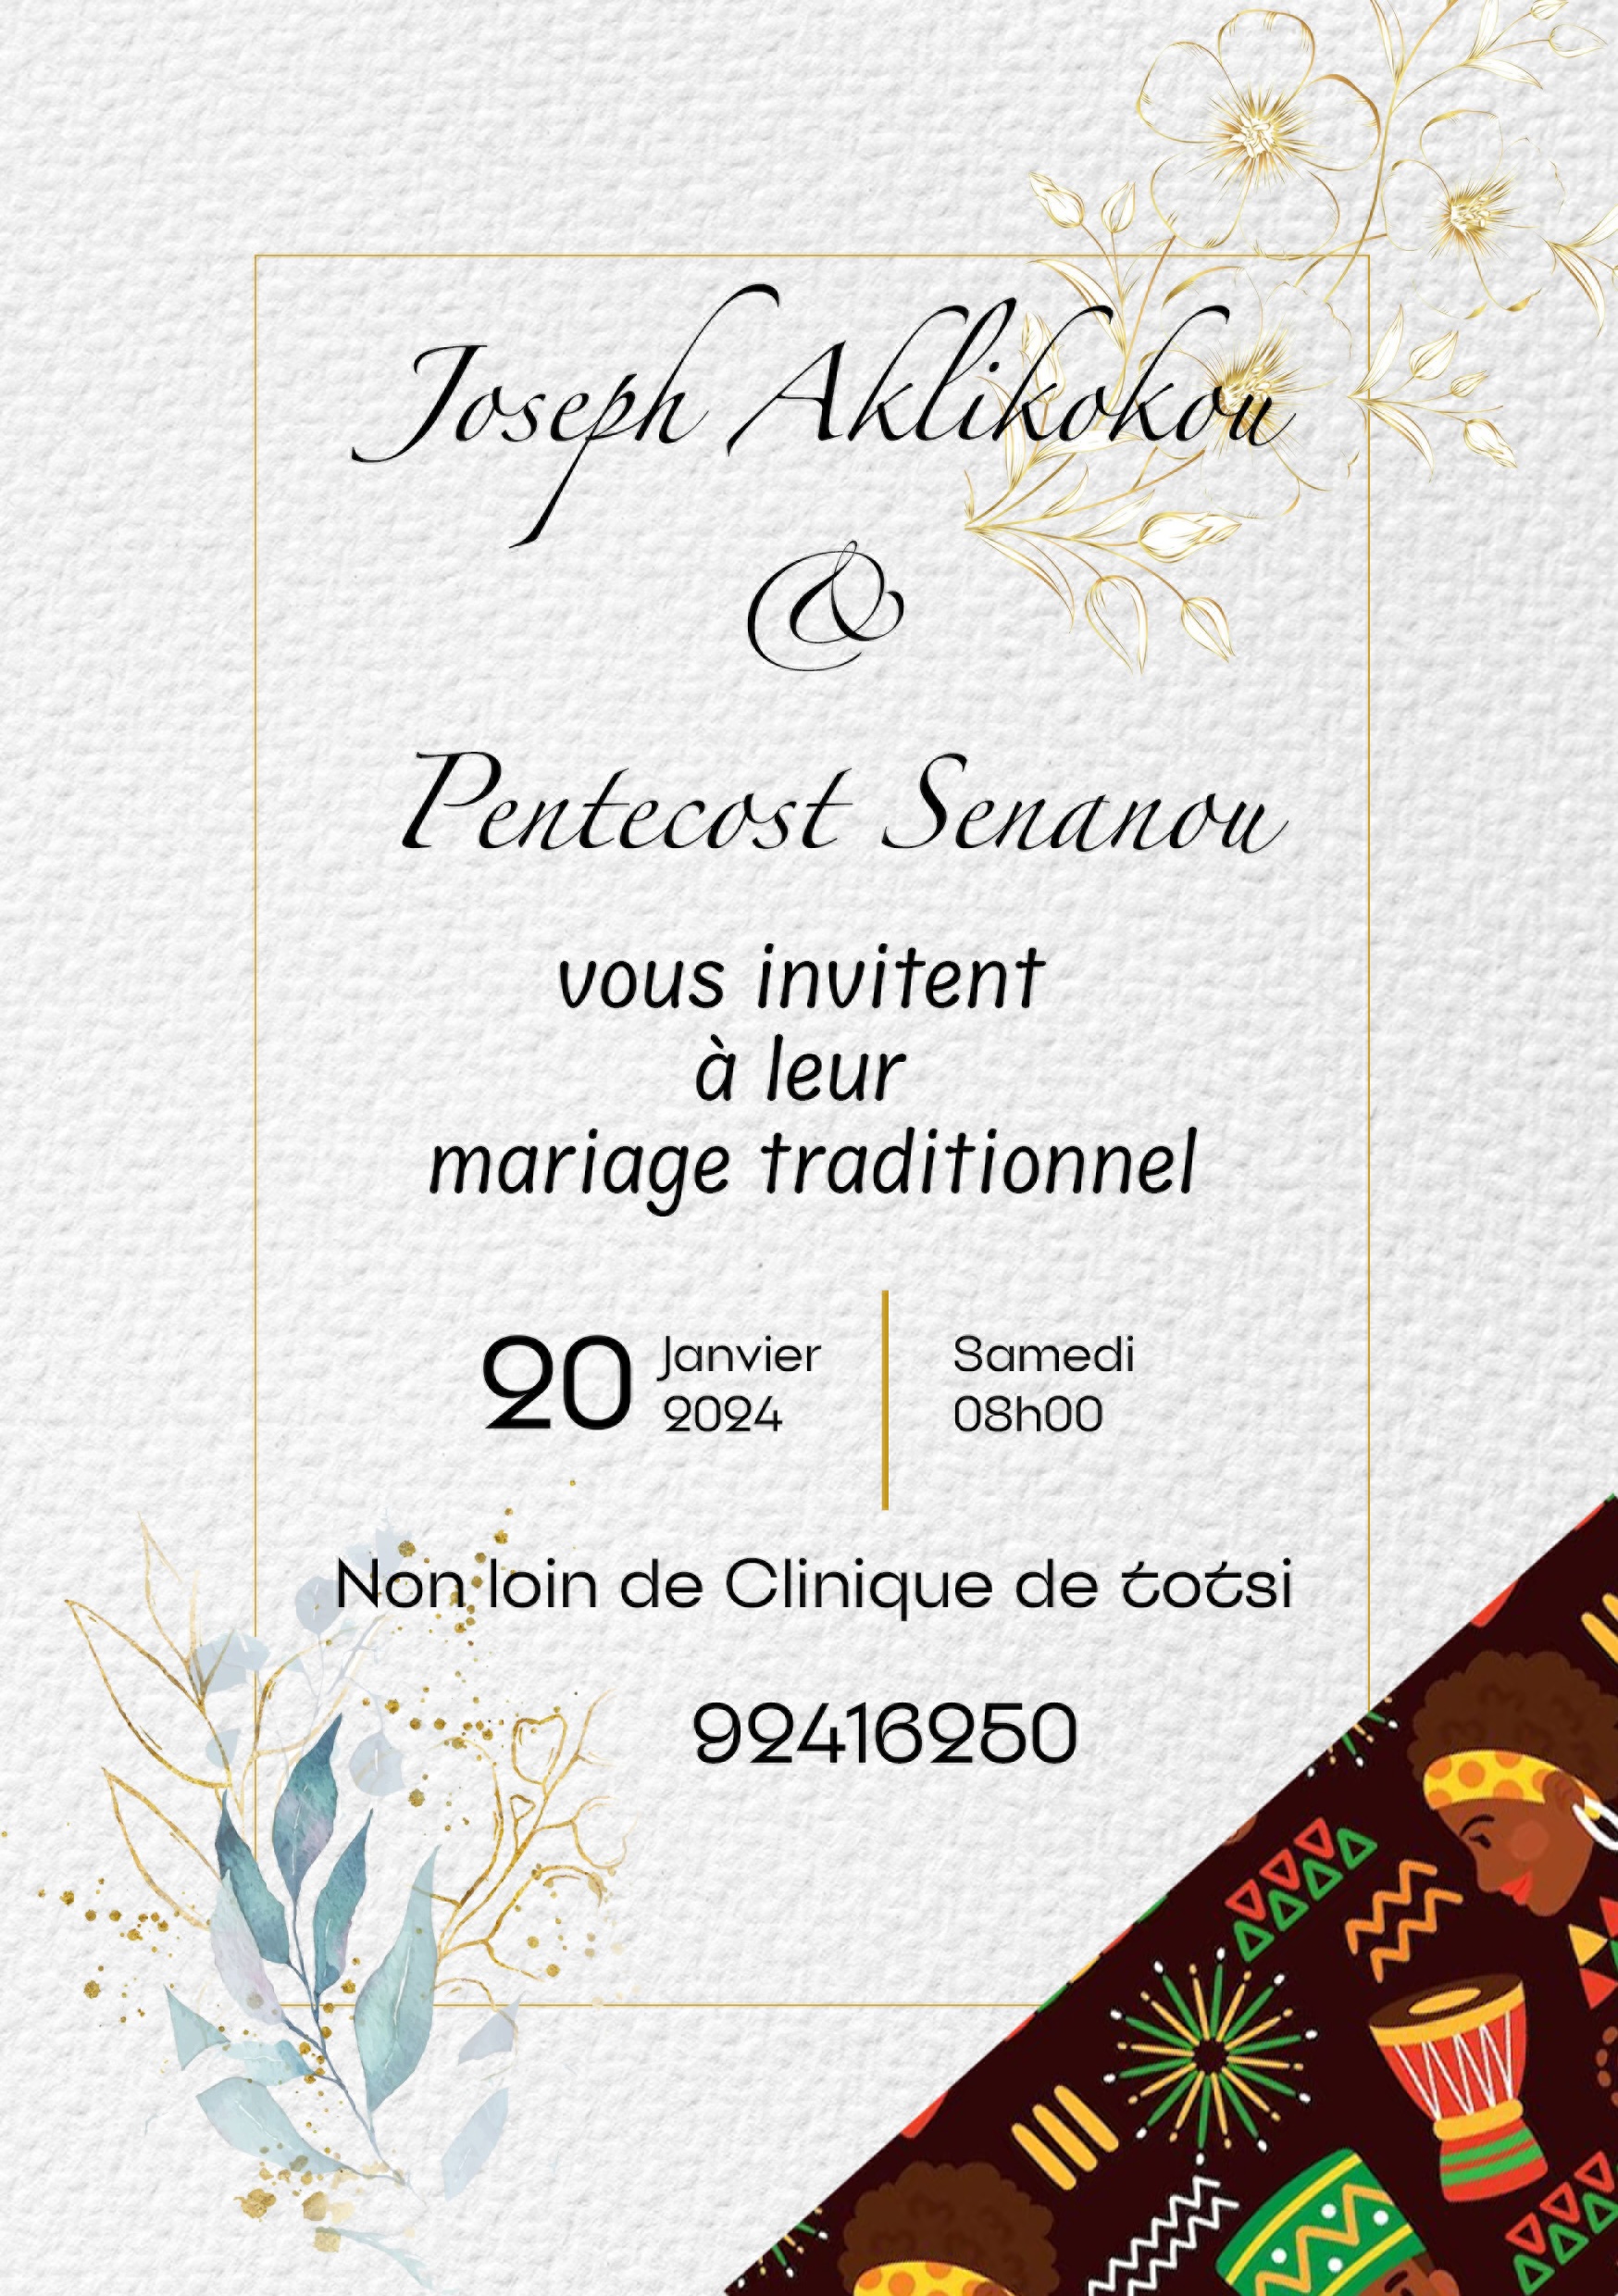 Joseph Aklikokou
&
Pentecost Senanou
vous invitent
à leur
mariage traditionnel
20 Janvier 2024
Samedi 08h00
Non loin de Clinique de totsi
92416250